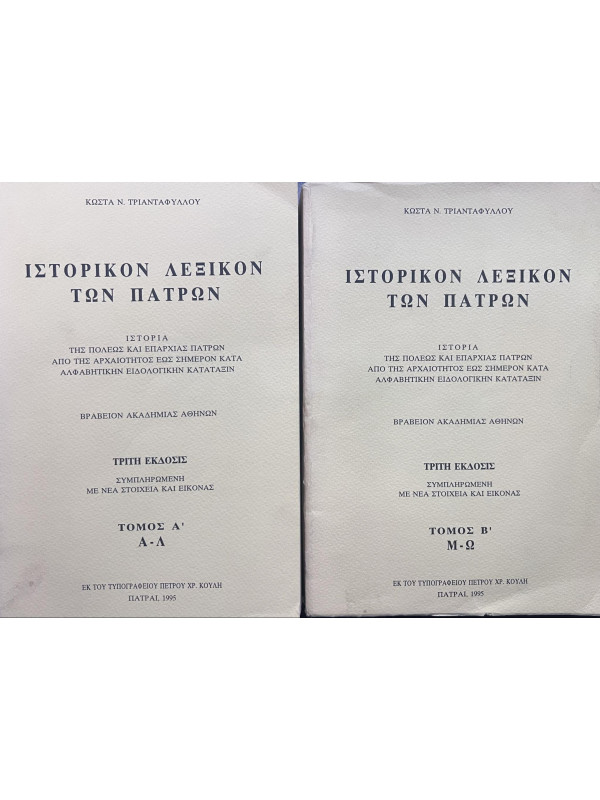 ΚΩΣΤΑ Ν. ΤΡΙΑΝΤΑΦΥΛΛΟΥ
ΙΣΤΟΡΙΚΟΝ ΛΕΞΙΚΟΝ
ΤΩΝ ΠΑΤΡΩΝ
ΙΣΤΟΡΙΑ
ΤΗΣ ΠΟΛΕΩΣ ΚΑΙ ΕΠΑΡΧΙΑΣ ΠΑΤΡΩΝ
ΑΠΟ ΤΗΣ ΑΡΧΑΙΟΤΗΤΟΣ ΕΩΣ ΣΗΜΕΡΟΝ ΚΑΤΑ
ΑΛΦΑΒΗΤΙΚΗΝ ΕΙΔΟΛΟΓΙΚΗΝ ΚΑΤΑΤΑΞΙΝ
ΒΡΑΒΕΙΟΝ ΑΚΑΔΗΜΙΑΣ ΑΘΗΝΩΝ
ΤΡΙΤΗ ΕΚΔΟΣΙΣ
ΣΥΜΠΛΗΡΩΜΕΝΗ
ΜΕ ΝΕΑ ΣΤΟΙΧΕΙΑ ΚΑΙ ΕΙΚΟΝΑΣ
ΤΟΜΟΣ Α'
Α-Λ
ΕΚ ΤΟΥ ΤΥΠΟΓΡΑΦΕΙΟΥ ΠΕΤΡΟΥ ΧΡ. ΚΟΥΛΗ
ΠΑΤΡΑΙ, 1995
ΚΩΣΤΑ Ν. ΤΡΙΑΝΤΑΦΥΛΛΟΥ
ΙΣΤΟΡΙΚΟΝ ΛΕΞΙΚΟΝ
ΤΩΝ ΠΑΤΡΩΝ
ΙΣΤΟΡΙΑ
ΤΗΣ ΠΟΛΕΩΣ ΚΑΙ ΕΠΑΡΧΙΑΣ ΠΑΤΡΩΝ
ΑΠΟ ΤΗΣ ΑΡΧΑΙΟΤΗΤΟΣ ΕΩΣ ΣΗΜΕΡΟΝ ΚΑΤΑ
ΑΛΦΑΒΗΤΙΚΗΝ ΕΙΔΟΛΟΓΙΚΗΝ ΚΑΤΑΤΑΞΙΝ
ΒΡΑΒΕΙΟΝ ΑΚΑΔΗΜΙΑΣ ΑΘΗΝΩΝ
ΤΡΙΤΗ ΕΚΔΟΣΙΣ
ΣΥΜΠΛΗΡΩΜΕΝΗ
ΜΕ ΝΕΑ ΣΤΟΙΧΕΙΑ ΚΑΙ ΕΙΚΟΝΑΣ
ΤΟΜΟΣ Β'
Μ-Ω
ΕΚ ΤΟΥ ΤΥΠΟΓΡΑΦΕΙΟΥ ΠΕΤΡΟΥ ΧΡ. ΚΟΥΛΗ
ΠΑΤΡΑΙ, 1995